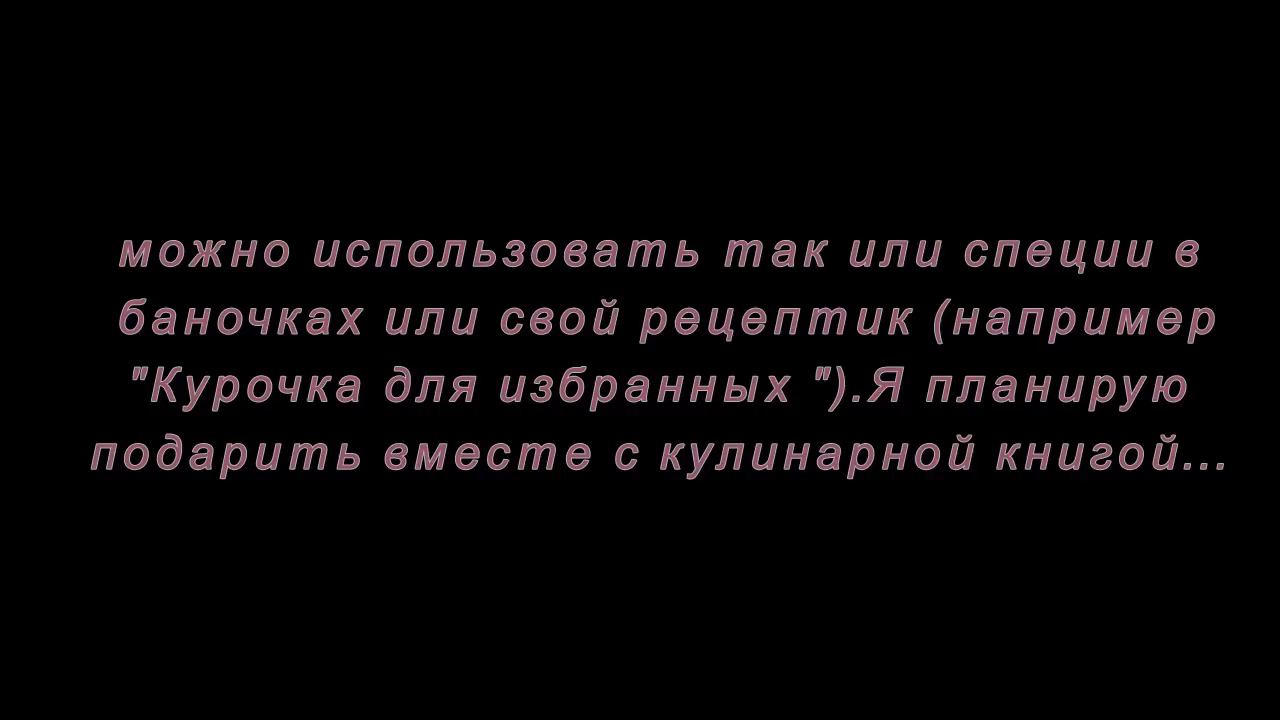 можно использовать так или специи в
баночках или свой рецептик (например
"Курочка для избранных ").Я планирую
подарить вместе с кулинарной книгой...